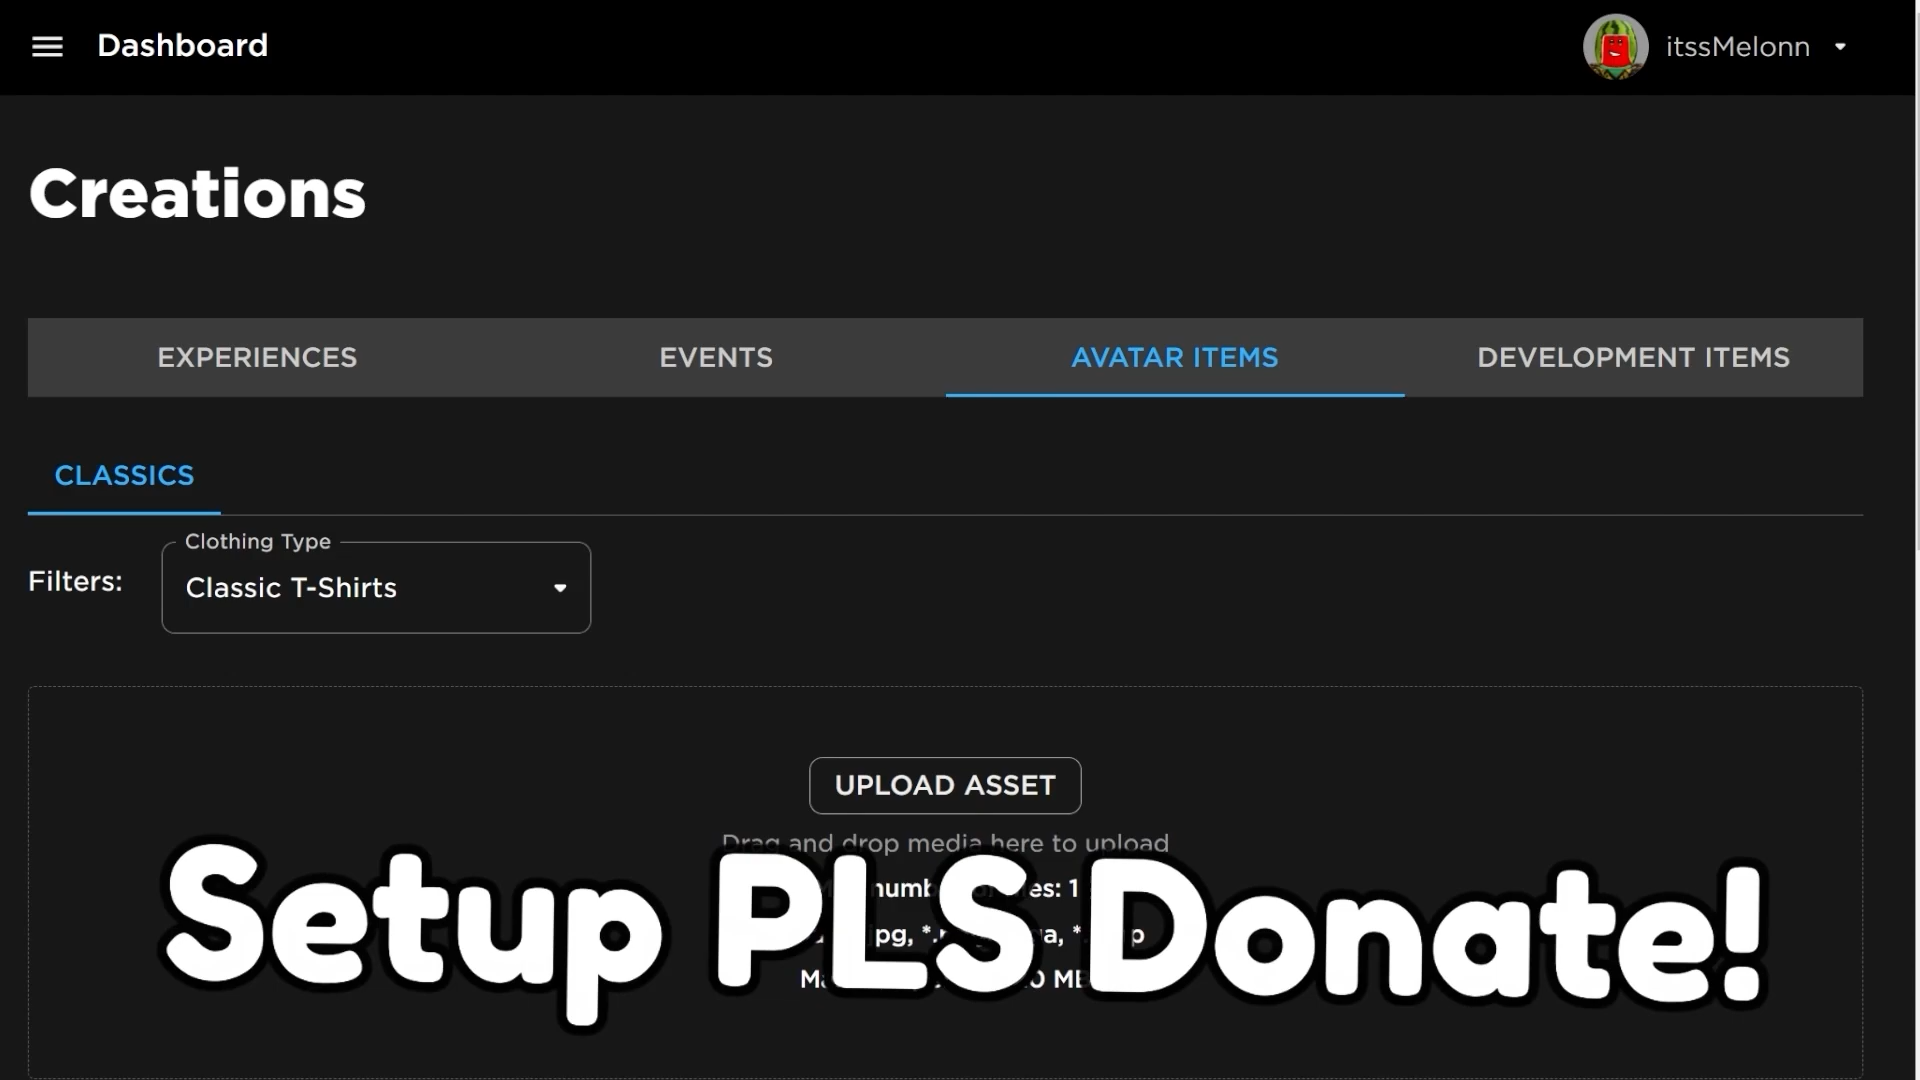 Dashboard
itssMelonn
Creations
EXPERIENCES
EVENTS
AVATAR ITEMS
DEVELOPMENT ITEMS
CLASSICS
Clothing Type
Filters:
Classic T-Shirts
UPLOAD ASSET
Drag and drop media here to upload
Setup PLS Donate!